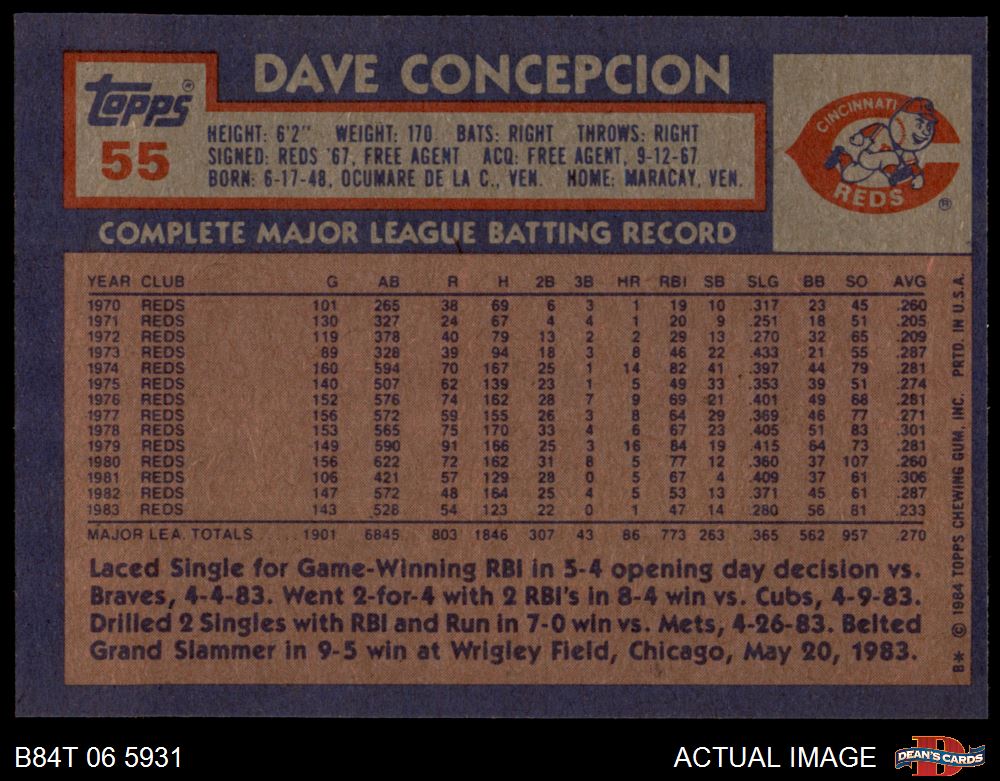 DAVE CONCEPCION
Topps®
55
HEIGHT: 6'2" WEIGHT: 170 BATS: RIGHT THROWS: RIGHT
SIGNED: REDS '67, FREE AGENT ACQ: FREE AGENT, 9-12-67
BORN: 6-17-48, OCUMARE DE LA C., VEN. HOME: MARACAY, VEN.
CINCINNATI
REDS
®
COMPLETE MAJOR LEAGUE BATTING RECORD
YEAR CLUB G AB R H 2B 3B HR RBI SB SLG BB SO AVG
1970 REDS 101 265 38 69 6 3 1 19 10 .317 23 45 .260
1971 REDS 130 327 24 67 4 4 1 20 9 .251 18 51 .205
1972 REDS 119 378 40 79 13 2 2 29 13 .270 32 65 .209
1973 REDS 89 328 39 94 18 3 8 46 22 .433 21 55 .287
1974 REDS 160 594 70 167 25 1 14 82 41 .397 44 79 .281
1975 REDS 140 507 62 139 23 1 5 49 33 .353 39 51 .274
1976 REDS 152 576 74 162 28 7 9 69 21 .401 49 68 .281
1977 REDS 156 572 59 155 26 3 8 64 29 .369 46 77 .271
1978 REDS 153 565 75 170 33 4 6 67 23 .405 51 83 .301
1979 REDS 149 590 91 166 25 3 16 84 19 .415 64 73 .281
1980 REDS 156 622 72 162 31 8 5 77 12 .360 37 107 .260
1981 REDS 106 421 57 129 28 0 5 67 4 .409 37 61 .306
1982 REDS 147 572 48 164 25 4 5 53 13 .371 45 61 .287
1983 REDS 143 528 54 123 22 0 1 47 14 .280 56 81 .233
MAJOR LEA. TOTALS 1901 6845 803 1846 307 43 86 773 263 .365 562 957 .270
Laced Single for Game-Winning RBI in 5-4 opening day decision vs.
Braves, 4-4-83. Went 2-for-4 with 2 RBI's in 8-4 win vs. Cubs, 4-9-83.
Drilled 2 Singles with RBI and Run in 7-0 win vs. Mets, 4-26-83. Belted
Grand Slammer in 9-5 win at Wrigley Field, Chicago, May 20, 1983.
B* © 1984 TOPPS CHEWING GUM, INC. PRTD. IN U.S.A.
B84T 06 5931
ACTUAL IMAGE
DEAN'S CARDS